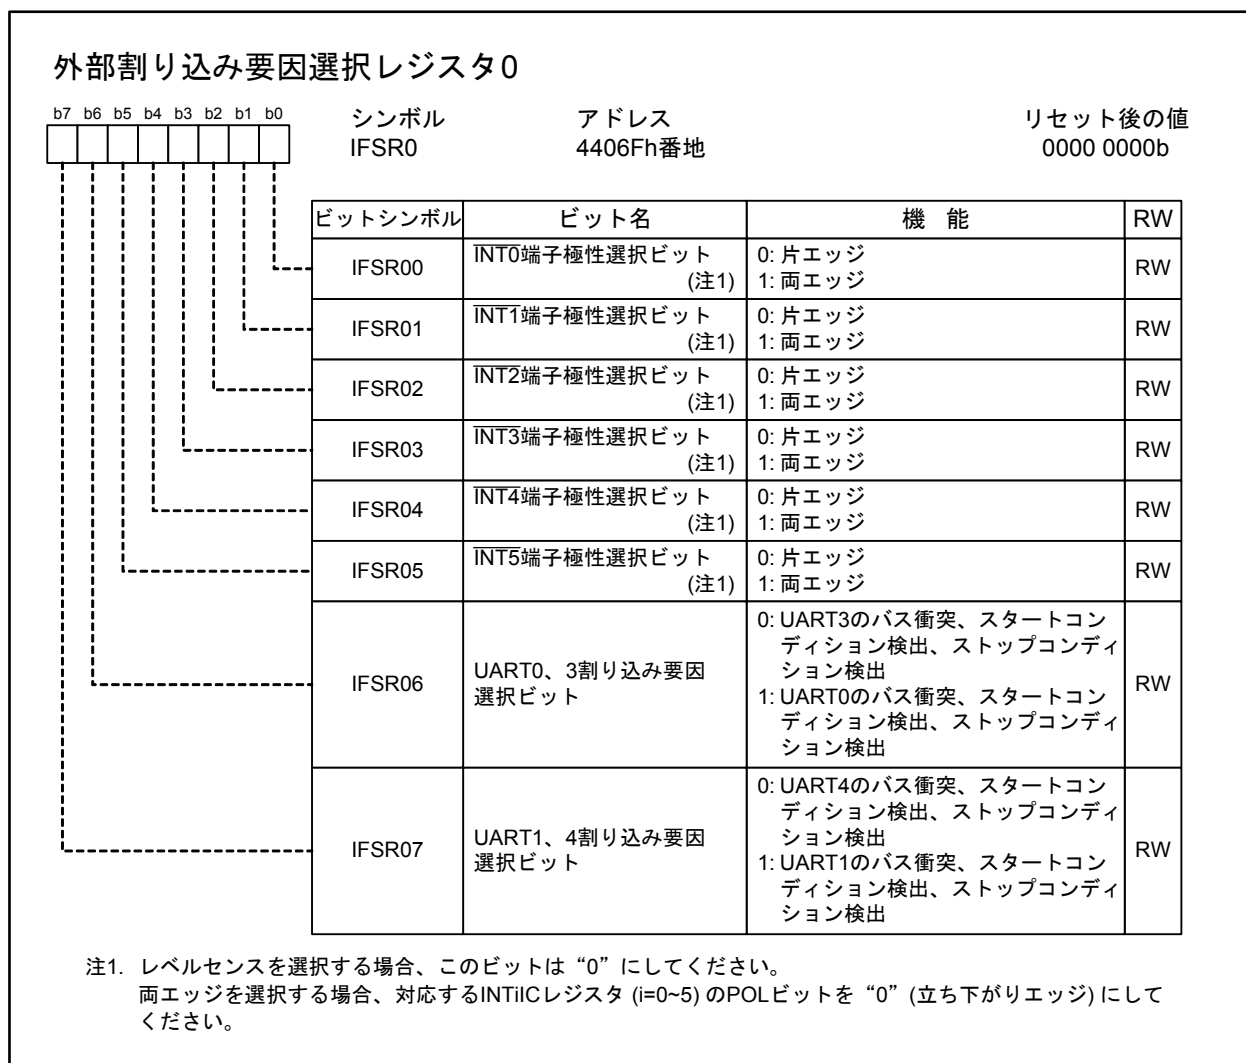 外部割り込み要因選択レジスタ0
b7 b6 b5 b4 b3 b2 b1 b0
シンボル アドレス リセット後の値
IFSR0 4406Fh番地 0000 0000b
ビットシンボル ビット名 機 能 RW
IFSR00 INT0端子極性選択ビット (注1) 0: 片エッジ RW
1: 両エッジ
IFSR01 INT1端子極性選択ビット (注1) 0: 片エッジ RW
1: 両エッジ
IFSR02 INT2端子極性選択ビット (注1) 0: 片エッジ RW
1: 両エッジ
IFSR03 INT3端子極性選択ビット (注1) 0: 片エッジ RW
1: 両エッジ
IFSR04 INT4端子極性選択ビット (注1) 0: 片エッジ RW
1: 両エッジ
IFSR05 INT5端子極性選択ビット (注1) 0: 片エッジ RW
1: 両エッジ
IFSR06
UART0、3割り込み要因
選択ビット
0: UART3のバス衝突、スタートコン
ディション検出、ストップコンディ
ション検出
1: UART0のバス衝突、スタートコン
ディション検出、ストップコンディ
ション検出
RW
IFSR07
UART1、4割り込み要因
選択ビット
0: UART4のバス衝突、スタートコン
ディション検出、ストップコンディ
ション検出
1: UART1のバス衝突、スタートコン
ディション検出、ストップコンディ
ション検出
RW
注1. レベルセンスを選択する場合、このビットは“0”にしてください。
両エッジを選択する場合、対応するINTiICレジスタ (i=0~5) のPOLビットを“0”(立ち下がりエッジ) にして
ください。